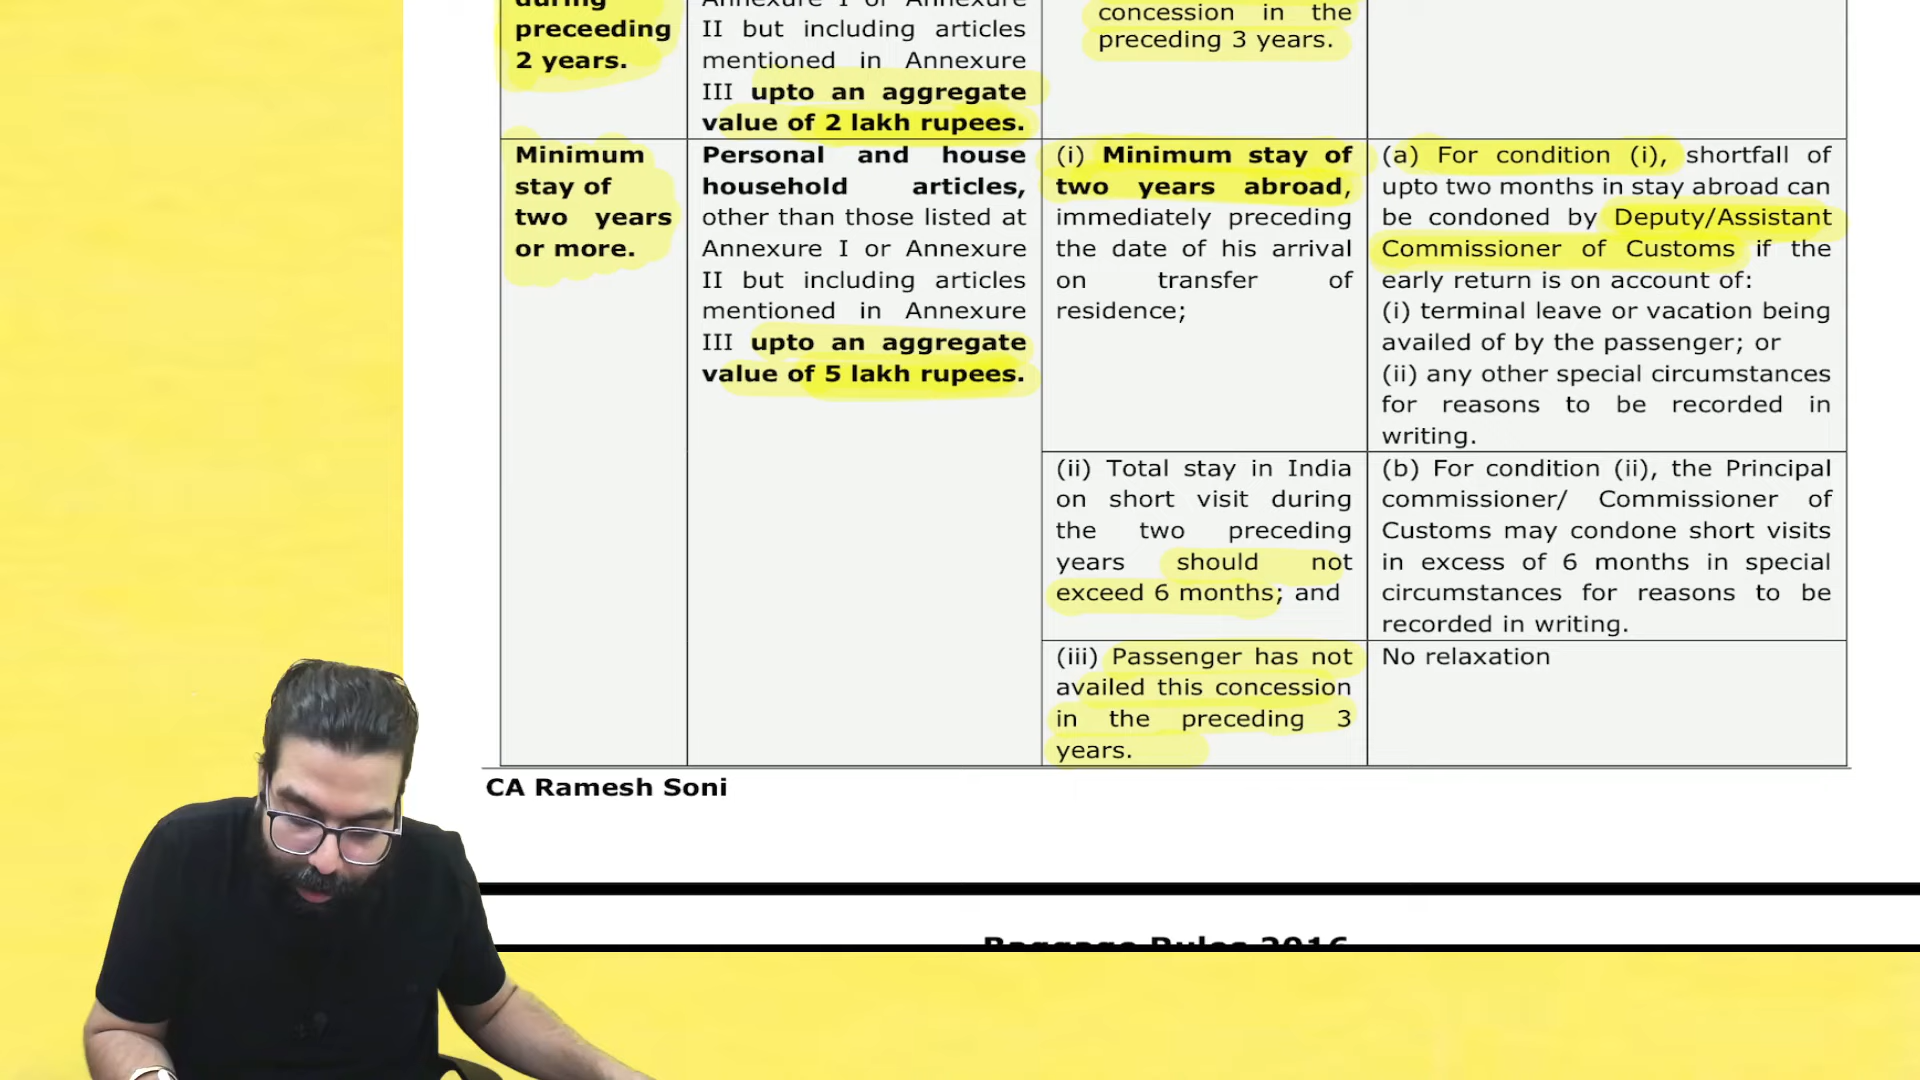 during
preceeding
2 years.
Annexure I or Annexure
II but including articles
mentioned in Annexure
III upto an aggregate
value of 2 lakh rupees.
concession in the
preceding 3 years.
Minimum
stay of
two years
or more.
Personal and house
household articles,
other than those listed at
Annexure I or Annexure
II but including articles
mentioned in Annexure
III upto an aggregate
value of 5 lakh rupees.
(i) Minimum stay of
two years abroad,
immediately preceding
the date of his arrival
on transfer of
residence;
(a) For condition (i), shortfall of
upto two months in stay abroad can
be condoned by Deputy/Assistant
Commissioner of Customs if the
early return is on account of:
(i) terminal leave or vacation being
availed of by the passenger; or
(ii) any other special circumstances
for reasons to be recorded in
writing.
(ii) Total stay in India
on short visit during
the two preceding
years should not
exceed 6 months; and
(b) For condition (ii), the Principal
commissioner/ Commissioner of
Customs may condone short visits
in excess of 6 months in special
circumstances for reasons to be
recorded in writing.
(iii) Passenger has not
availed this concession
in the preceding 3
years.
No relaxation
CA Ramesh Soni
Baggage Rules 2016